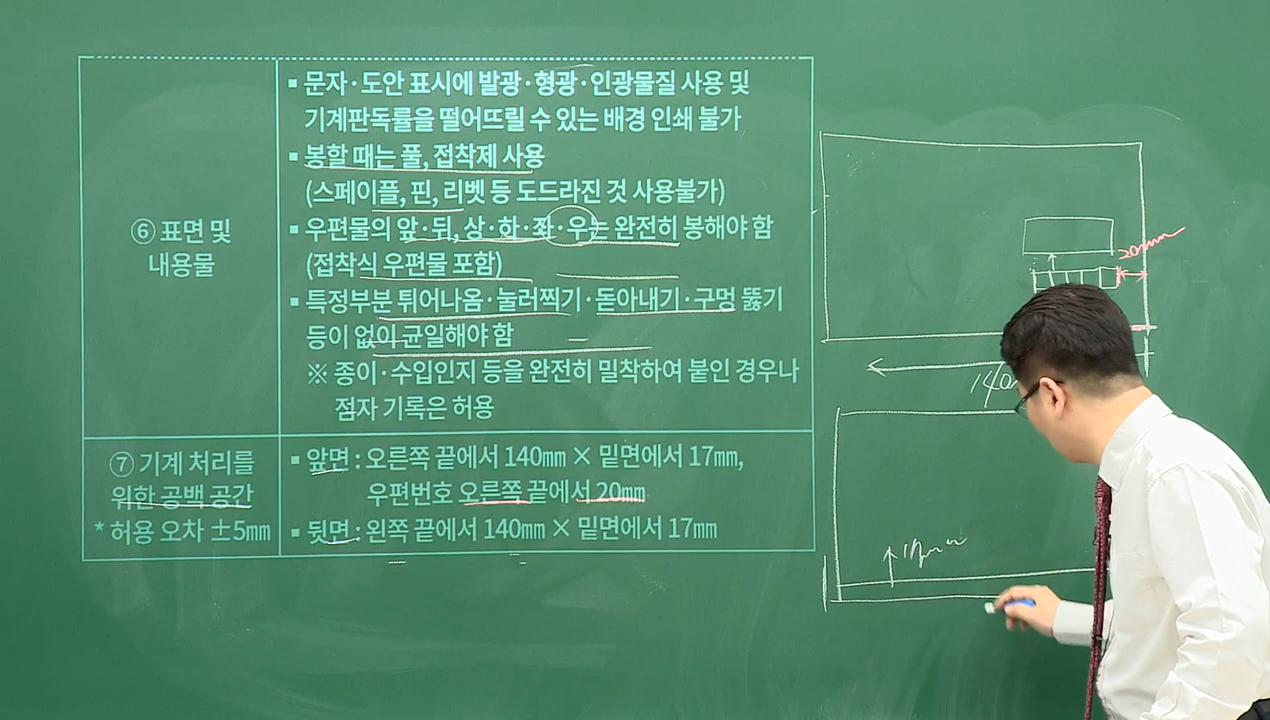 ⑥ 표면 및
내용물
▪ 문자·도안 표시에 발광·형광·인광물질 사용 및
기계판독률을 떨어뜨릴 수 있는 배경 인쇄 불가
▪ 봉할 때는 풀, 접착제 사용
(스페이플, 핀, 리벳 등 도드라진 것 사용불가)
▪ 우편물의 앞·뒤, 상·하·좌·우는 완전히 봉해야 함
(접착식 우편물 포함)
▪ 특정부분 튀어나옴·눌러찍기·돋아내기·구멍 뚫기
등이 없이 균일해야 함
※ 종이·수입인지 등을 완전히 밀착하여 붙인 경우나
점자 기록은 허용
⑦ 기계 처리를
위한 공백 공간
* 허용 오차 ±5㎜
▪ 앞면 : 오른쪽 끝에서 140㎜ × 밑면에서 17㎜,
우편번호 오른쪽 끝에서 20㎜
▪ 뒷면 : 왼쪽 끝에서 140㎜ × 밑면에서 17㎜
20mm
140
17mm